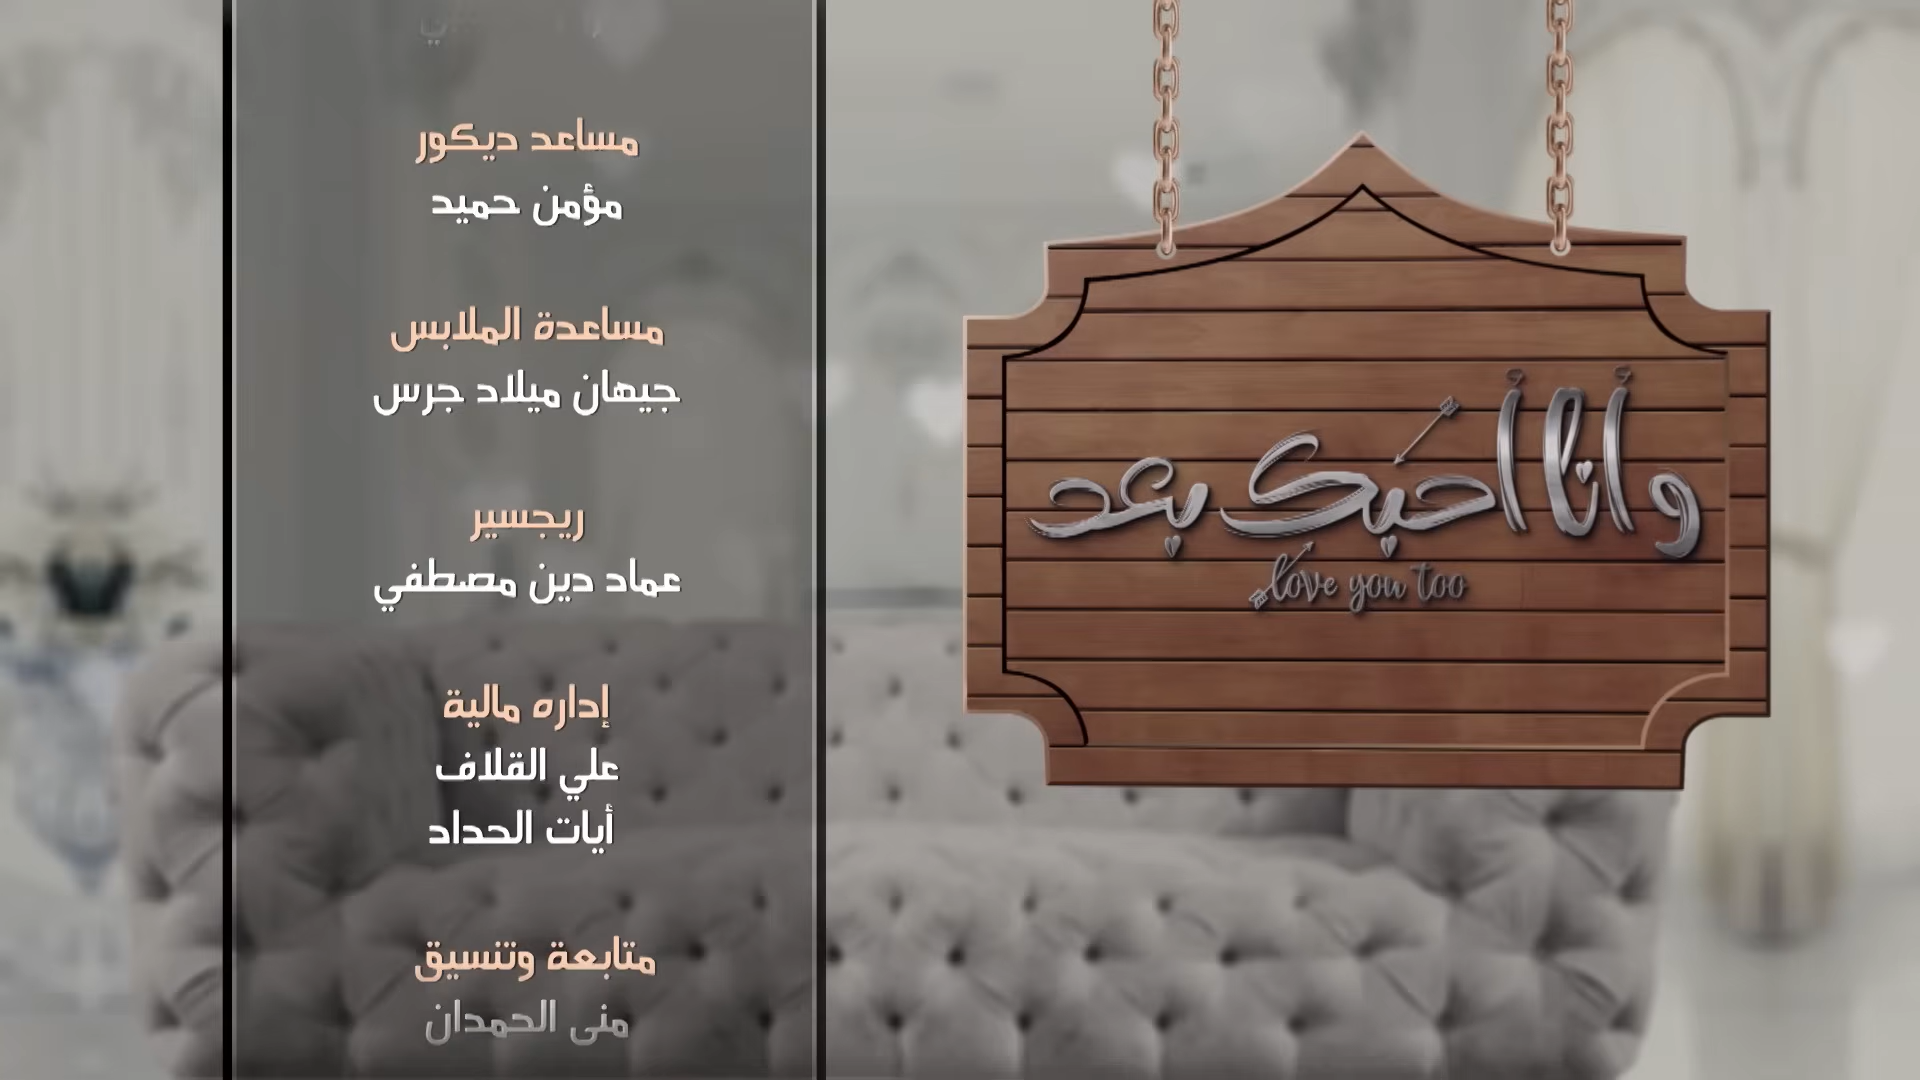 مساعد ديكور
مؤمن حميد
مساعدة الملابس
جيهان ميلاد جرس
ريجسير
عماد دين مصطفي
إداره مالية
علي القلاف
أيات الحداد
متابعة وتنسيق
منى الحمدان
وأنا أحبك بعد
love you too